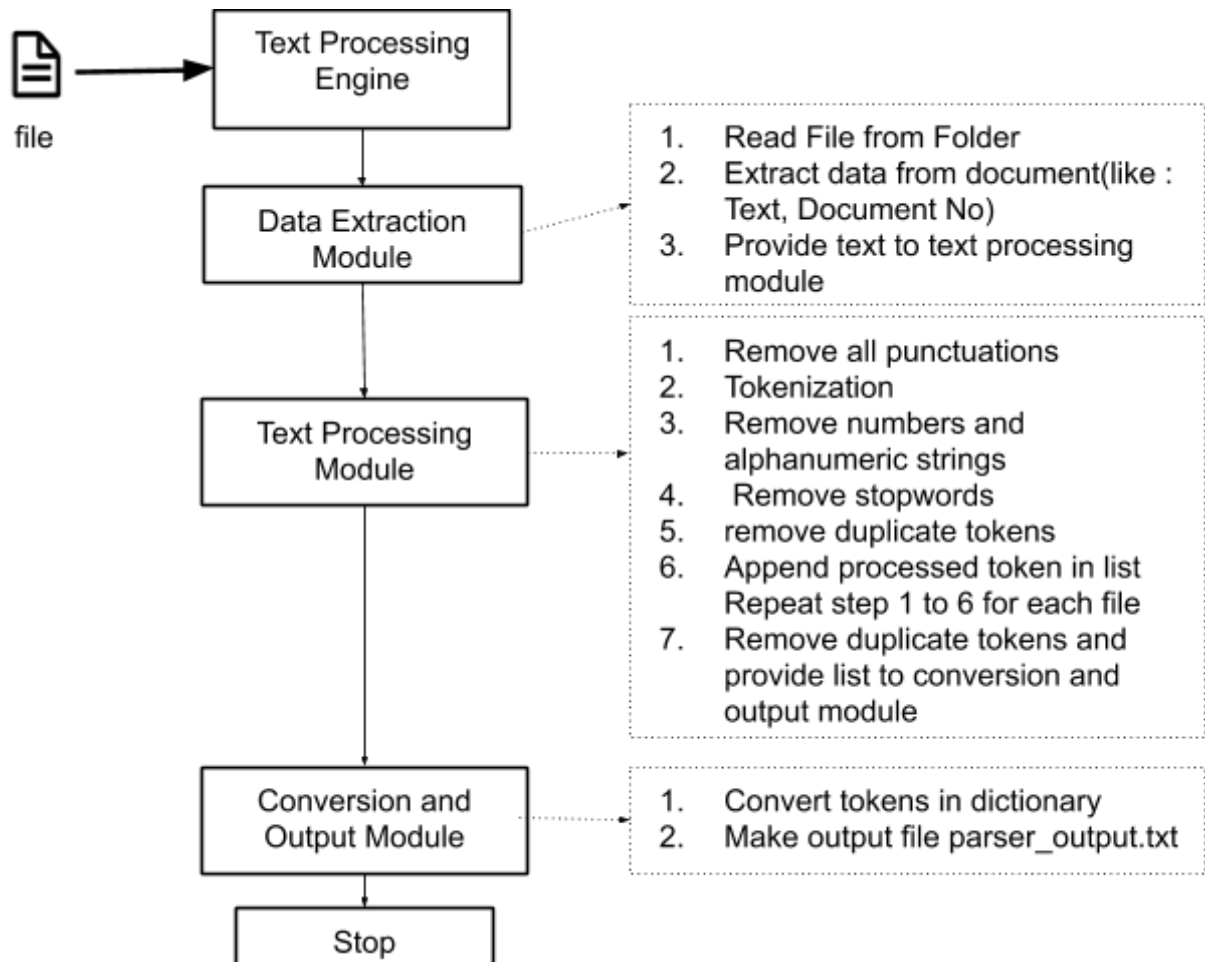 Text Processing
Engine
file
Data Extraction
Module
1. Read File from Folder
2. Extract data from document(like :
Text, Document No)
3. Provide text to text processing
module
Text Processing
Module
1. Remove all punctuations
2. Tokenization
3. Remove numbers and
alphanumeric strings
4. Remove stopwords
5. remove duplicate tokens
6. Append processed token in list
Repeat step 1 to 6 for each file
7. Remove duplicate tokens and
provide list to conversion and
output module
Conversion and
Output Module
1. Convert tokens in dictionary
2. Make output file parser_output.txt
Stop